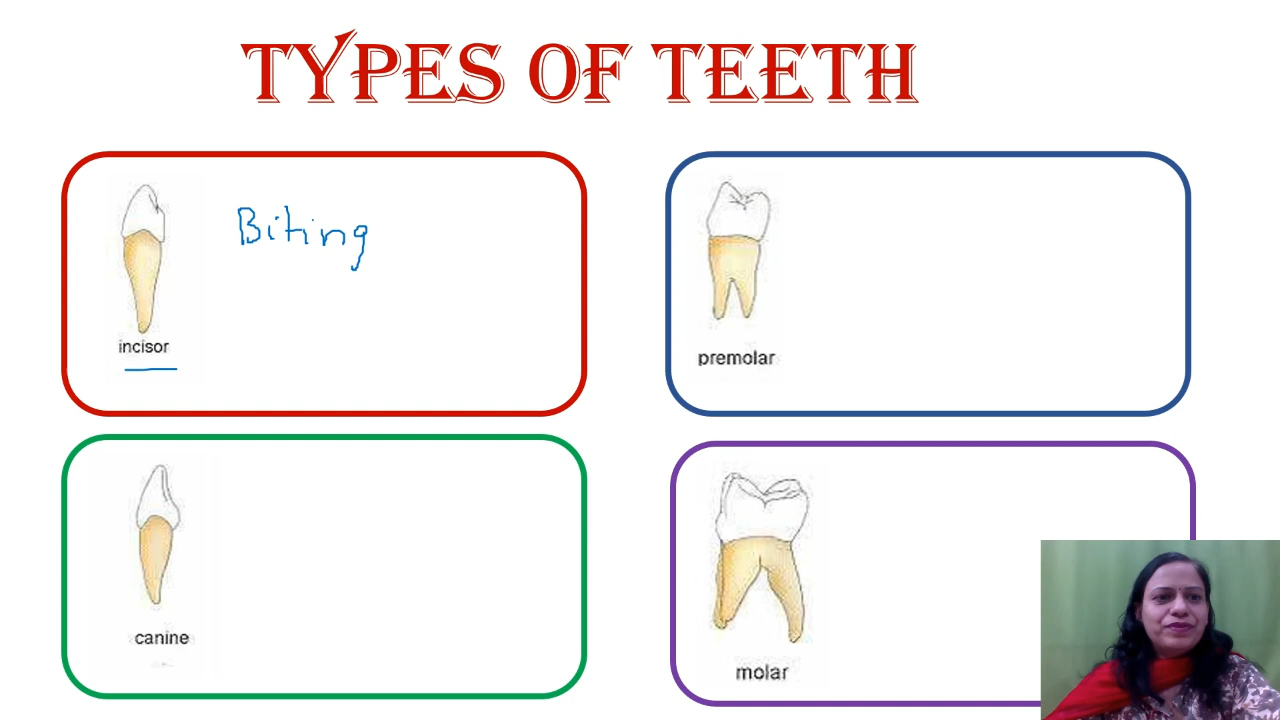 TYPES OF TEETH
Biting
incisor
premolar
canine
molar